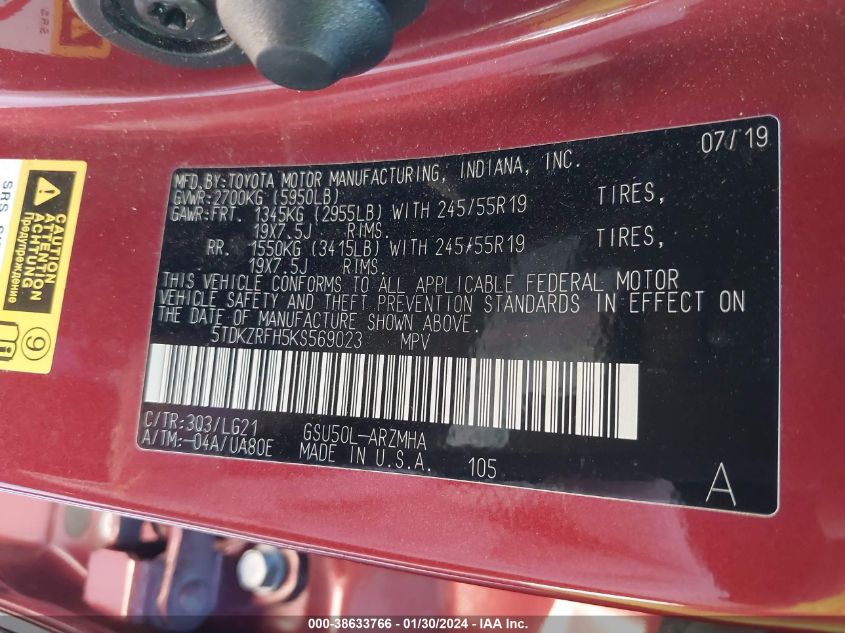 07/19
MFD.BY:TOYOTA MOTOR MANUFACTURING, INDIANA, INC.
GVWR:2700KG (5950LB)
GAWR:FRT. 1345KG (2955LB) WITH 245/55R19 TIRES,
19X7.5J RIMS.
RR. 1550KG (3415LB) WITH 245/55R19 TIRES,
19X7.5J RIMS.
THIS VEHICLE CONFORMS TO ALL APPLICABLE FEDERAL MOTOR
VEHICLE SAFETY AND THEFT PREVENTION STANDARDS IN EFFECT ON
THE DATE OF MANUFACTURE SHOWN ABOVE.
5TDKZRFH5KS569023 MPV
C/TR:3Q3/LG21 GSU50L-ARZMHA
A/TM:-04A/UA80E MADE IN U.S.A. 105
A
SRS
CAUTION
ATTENTION
ACHTUNG
Предупреждение
9
000-38633766 - 01/30/2024 - IAA Inc.